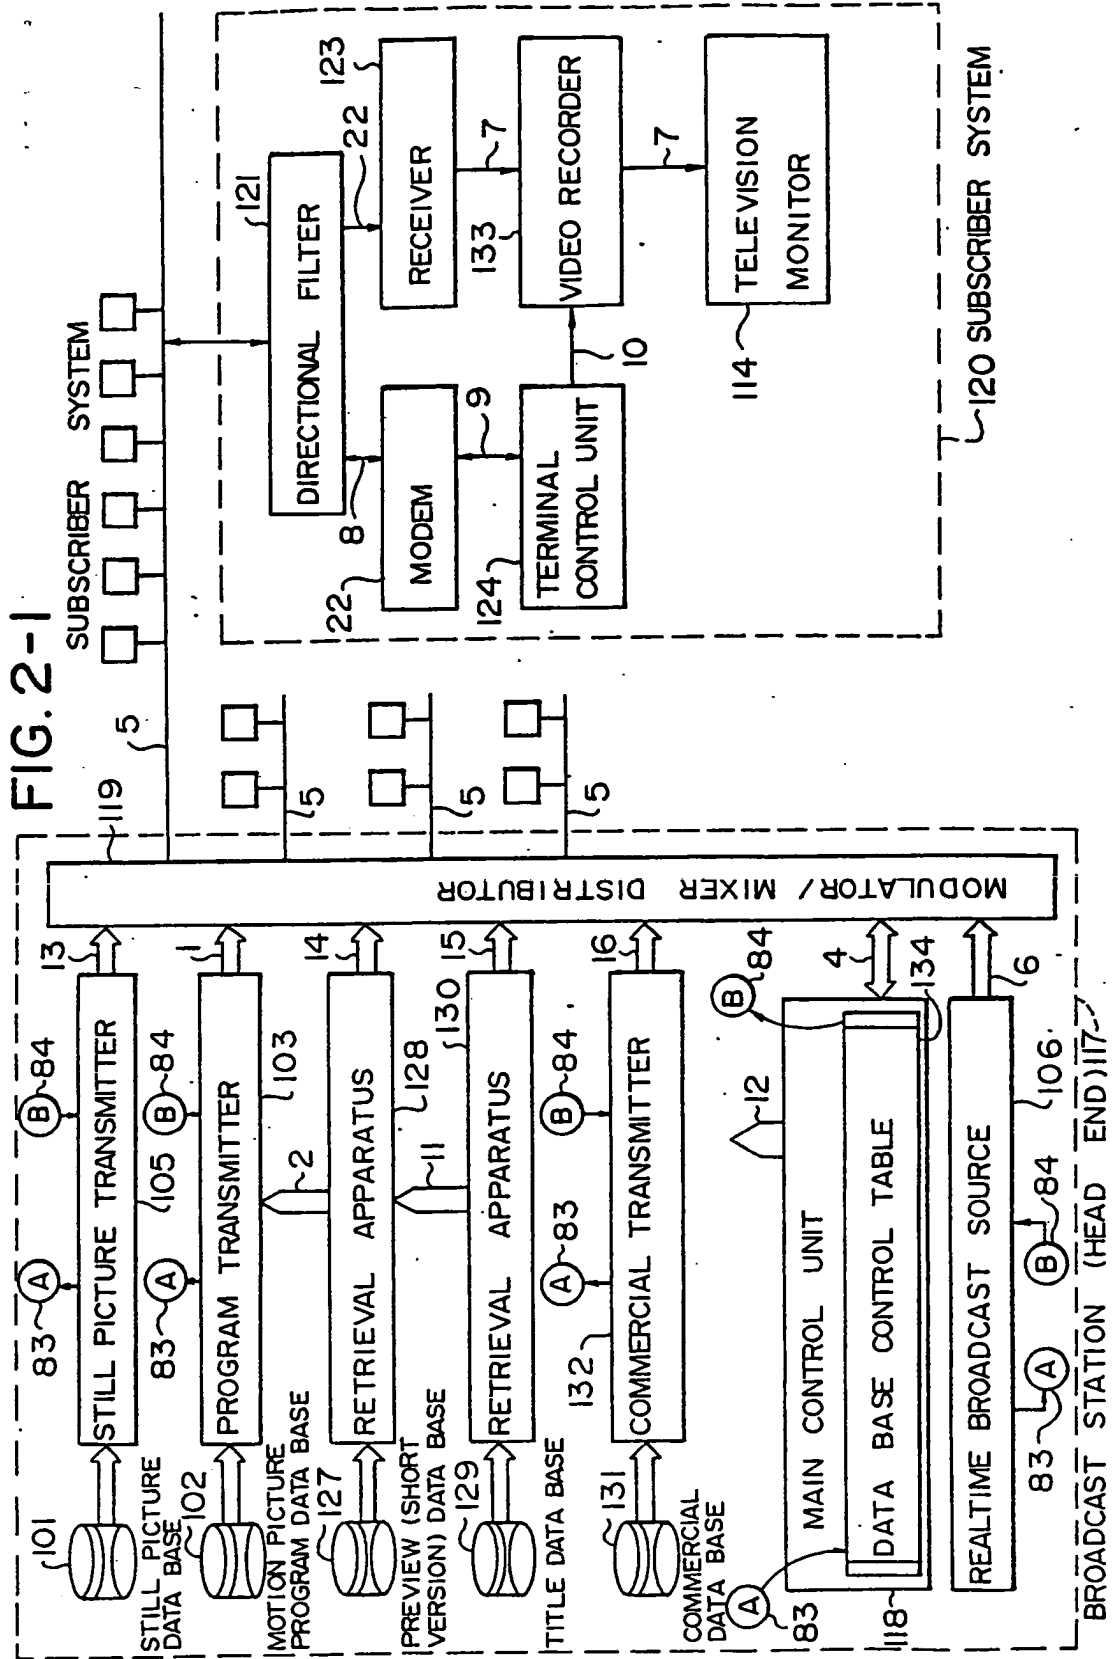 FIG. 2-1
101
STILL PICTURE
DATA BASE
83
A
STILL PICTURE TRANSMITTER
105
B
84
13
102
MOTION PICTURE
PROGRAM DATA BASE
83
A
PROGRAM TRANSMITTER
103
B
84
1
2
127
PREVIEW (SHORT
VERSION) DATA BASE
RETRIEVAL APPARATUS
128
14
11
129
TITLE DATA BASE
RETRIEVAL APPARATUS
130
15
131
COMMERCIAL
DATA BASE
132
A
83
COMMERCIAL TRANSMITTER
B
84
16
A
83
118
MAIN CONTROL UNIT
DATA BASE CONTROL TABLE
12
B
84
4
134
REALTIME BROADCAST SOURCE
6
83
A
B
84
106
BROADCAST STATION (HEAD END) 117
119
MODULATOR/ MIXER DISTRIBUTOR
5
5
5
5
SUBSCRIBER SYSTEM
121
DIRECTIONAL FILTER
8
22
22
MODEM
RECEIVER
123
9
7
124
TERMINAL
CONTROL UNIT
10
133
VIDEO RECORDER
7
114
TELEVISION
MONITOR
120 SUBSCRIBER SYSTEM